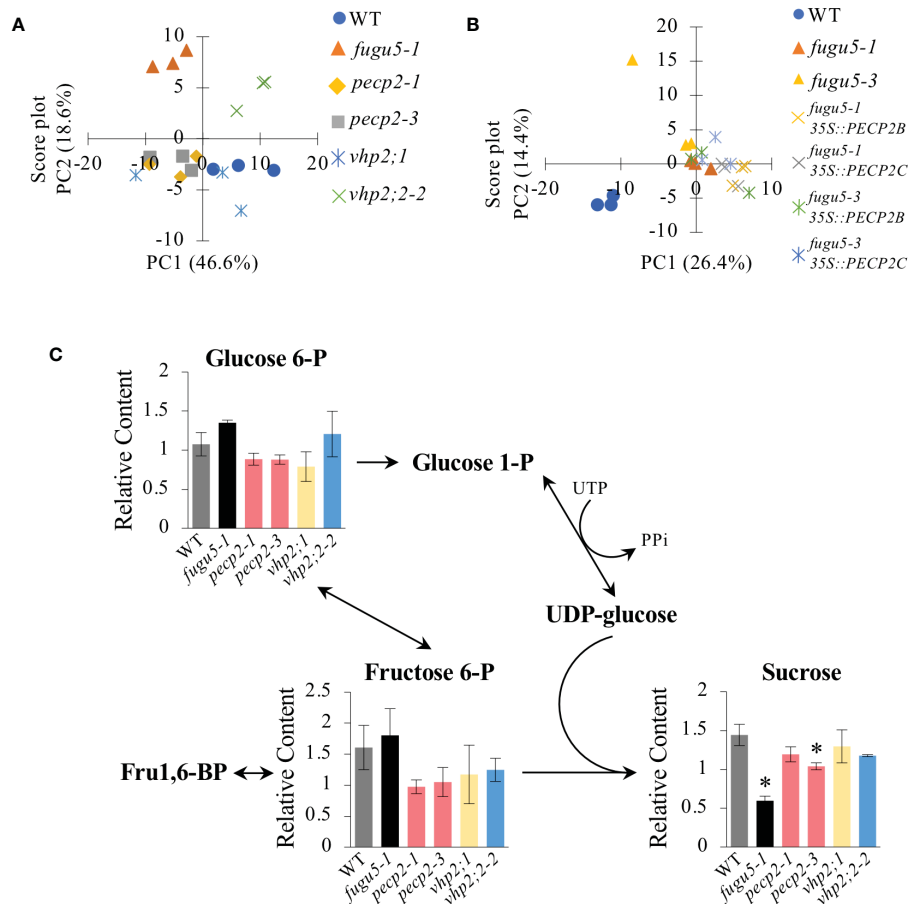 A
Score plot
PC2 (18.6%)
10
5
0
-5
-10
-20
-10
0
10
20
PC1 (46.6%)
WT
fugu5-1
pecp2-1
pecp2-3
vhp2;1
vhp2;2-2
B
Score plot
PC2 (14.4%)
20
15
10
5
0
-5
-10
-15
-20
-10
0
10
PC1 (26.4%)
WT
fugu5-1
fugu5-3
fugu5-1
35S::PECP2B
fugu5-1
35S::PECP2C
fugu5-3
35S::PECP2B
fugu5-3
35S::PECP2C
C
Glucose 6-P
Relative Content
2
1.5
1
0.5
0
WT
fugu5-1
pecp2-1
pecp2-3
vhp2;1
vhp2;2-2
Glucose 1-P
UTP
PPi
UDP-glucose
Fru1,6-BP
Fructose 6-P
Relative Content
2.5
2
1.5
1
0.5
0
WT
fugu5-1
pecp2-1
pecp2-3
vhp2;1
vhp2;2-2
Sucrose
Relative Content
2
1.5
1
0.5
0
*
*
WT
fugu5-1
pecp2-1
pecp2-3
vhp2;1
vhp2;2-2